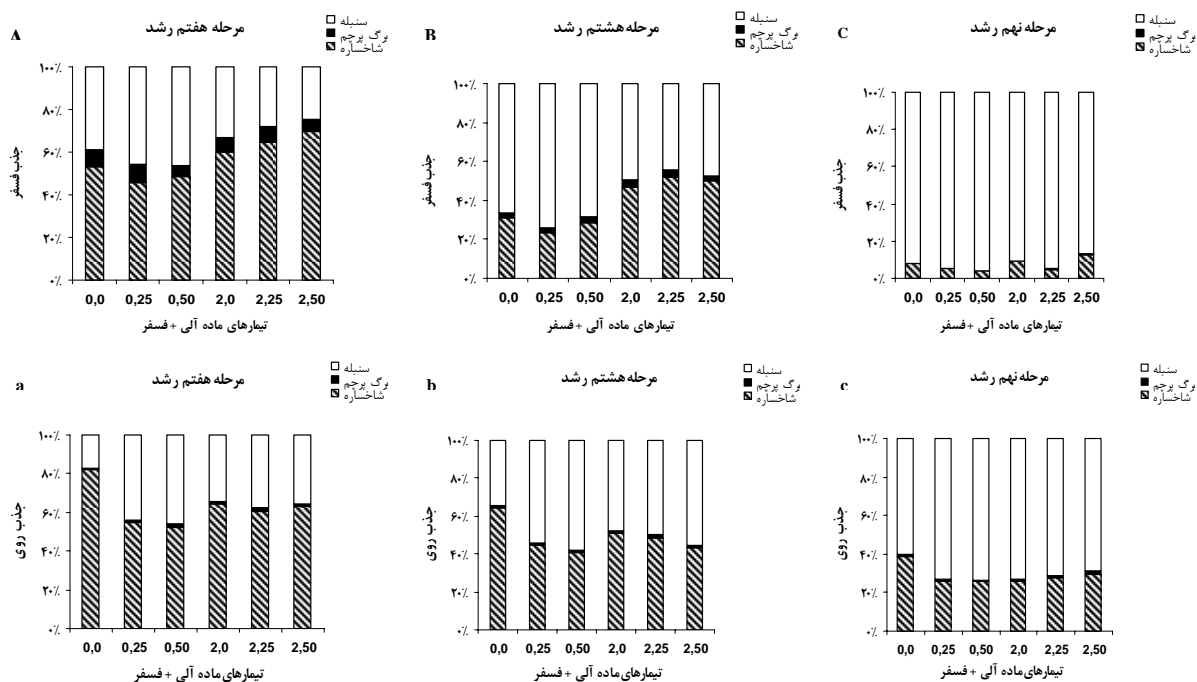 A
مرحله هفتم رشد
سنبله
برگ پرچم
شاخساره
۱۰۰٪
۸۰٪
۶۰٪
۴۰٪
۲۰٪
۰٪
جذب فسفر
0,0 0,25 0,50 2,0 2,25 2,50
تیمارهای ماده آلی + فسفر
B
مرحله هشتم رشد
سنبله
برگ پرچم
شاخساره
۱۰۰٪
۸۰٪
۶۰٪
۴۰٪
۲۰٪
۰٪
جذب فسفر
0,0 0,25 0,50 2,0 2,25 2,50
تیمارهای ماده آلی + فسفر
C
مرحله نهم رشد
سنبله
برگ پرچم
شاخساره
۱۰۰٪
۸۰٪
۶۰٪
۴۰٪
۲۰٪
۰٪
جذب فسفر
0,0 0,25 0,50 2,0 2,25 2,50
تیمارهای ماده آلی + فسفر
a
مرحله هفتم رشد
سنبله
برگ پرچم
شاخساره
۱۰۰٪
۸۰٪
۶۰٪
۴۰٪
۲۰٪
۰٪
جذب روی
0,0 0,25 0,50 2,0 2,25 2,50
تیمارهای ماده آلی + فسفر
b
مرحله هشتم رشد
سنبله
برگ پرچم
شاخساره
۱۰۰٪
۸۰٪
۶۰٪
۴۰٪
۲۰٪
۰٪
جذب روی
0,0 0,25 0,50 2,0 2,25 2,50
تیمارهای ماده آلی + فسفر
c
مرحله نهم رشد
سنبله
برگ پرچم
شاخساره
۱۰۰٪
۸۰٪
۶۰٪
۴۰٪
۲۰٪
۰٪
جذب روی
0,0 0,25 0,50 2,0 2,25 2,50
تیمارهای ماده آلی + فسفر